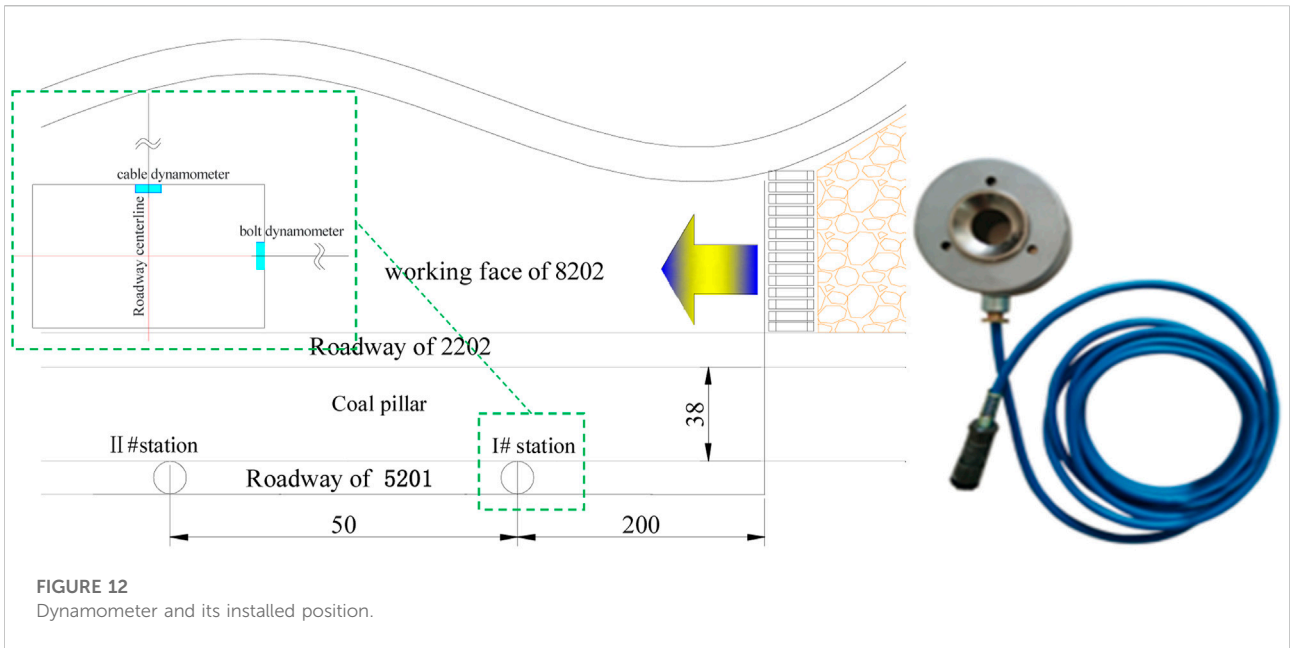 cable dynamometer
Roadway centerline
bolt dynamometer
working face of 8202
Roadway of 2202
Coal pillar
38
II #station
I# station
Roadway of 5201
50
200
FIGURE 12
Dynamometer and its installed position.